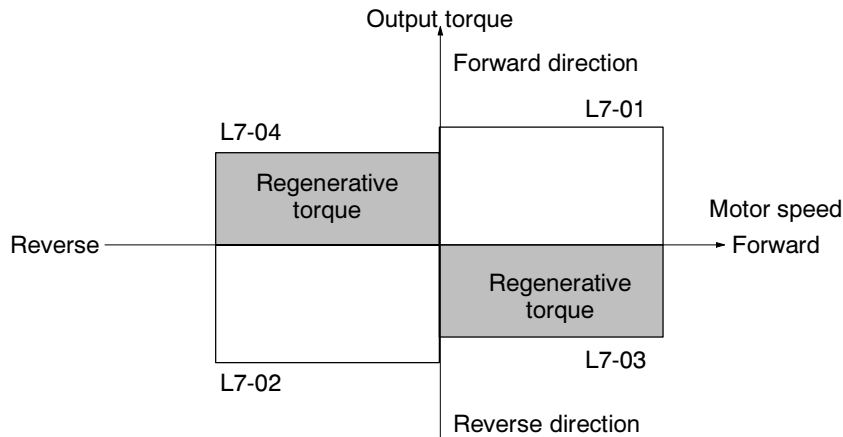 Output torque
Forward direction
L7-04
L7-01
Regenerative
torque
Motor speed
Reverse
Forward
Regenerative
torque
L7-03
L7-02
Reverse direction